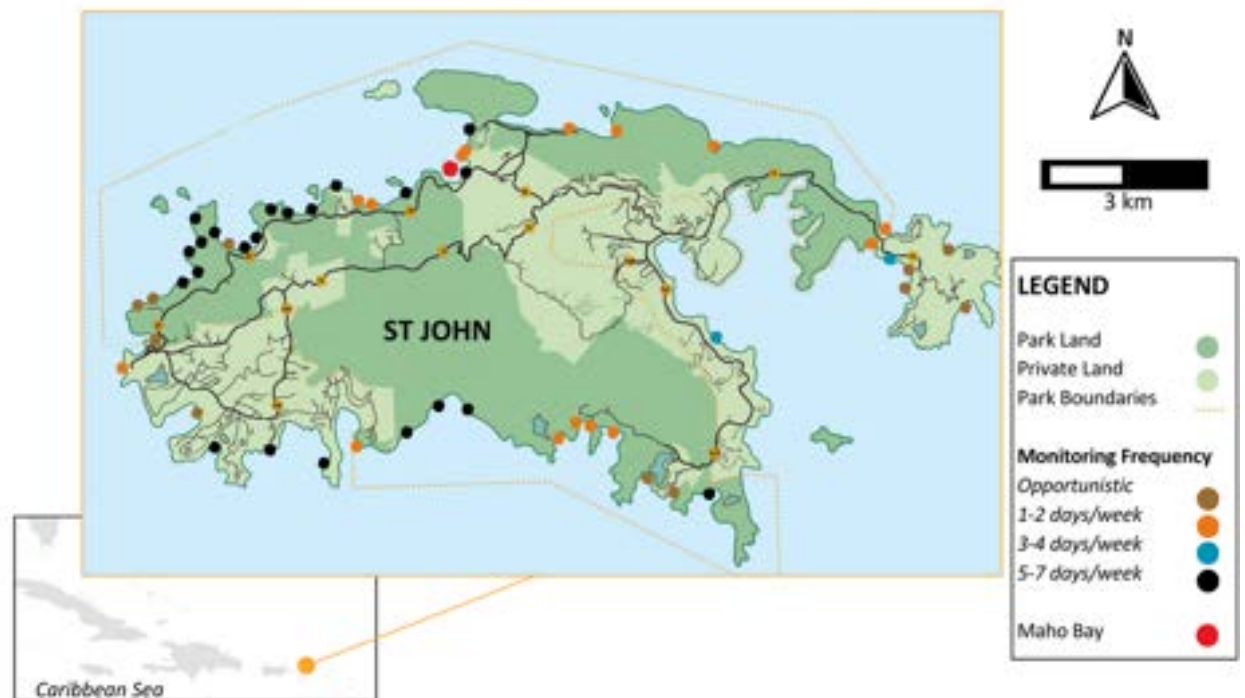 N
3 km
ST JOHN
LEGEND
Park Land
Private Land
Park Boundaries
Monitoring Frequency
Opportunistic
1-2 days/week
3-4 days/week
5-7 days/week
Maho Bay
Caribbean Sea